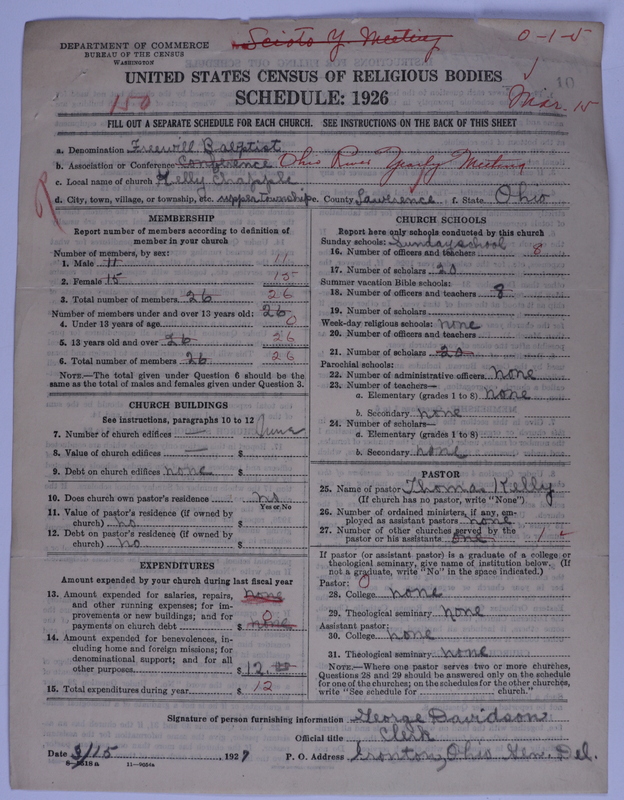 Scioto Y. Meeting
0-1-5
DEPARTMENT OF COMMERCE
BUREAU OF THE CENSUS
WASHINGTON
UNITED STATES CENSUS OF RELIGIOUS BODIES
10
150
SCHEDULE: 1926
Mar. 15
FILL OUT A SEPARATE SCHEDULE FOR EACH CHURCH. SEE INSTRUCTIONS ON THE BACK OF THIS SHEET
a. Denomination Freewill Babptist
b. Association or Conference Conference Ohio River Yearly Meeting
c. Local name of church Kelly Chapple
d. City, town, village, or township, etc. upper township e. County Lawrence f. State Ohio
MEMBERSHIP
Report number of members according to definition of
member in your church
Number of members, by sex:
1. Male 11 11
2. Female 15 15
3. Total number of members 26 26
Number of members under and over 13 years old: 26
4. Under 13 years of age 0
5. 13 years old and over 26 26
6. Total number of members 26 26
NOTE.—The total given under Question 6 should be
same as the total of males and females given under Question 3.
CHURCH BUILDINGS
See instructions, paragraphs 10 to 12
7. Number of church edifices —
8. Value of church edifices — $
9. Debt on church edifices none $
10. Does church own pastor's residence no
Yes or No
11. Value of pastor's residence (if owned by
church) no $
12. Debt on pastor's residence (if owned by
church) no $
EXPENDITURES
Amount expended by your church during last fiscal year
13. Amount expended for salaries, repairs, none
and other running expenses; for im-
provements or new buildings; and for 0
payments on church debt $ none
14. Amount expended for benevolences, in-
cluding home and foreign missions; for
denominational support; and for all
other purposes $ 12.00
15. Total expenditures during year $ 12
CHURCH SCHOOLS
Report here only schools conducted by this church
Sunday schools: Sunday school
16. Number of officers and teachers 8
17. Number of scholars 20
Summer vacation Bible schools:
18. Number of officers and teachers 8
19. Number of scholars
Week-day religious schools: none
20. Number of officers and teachers
21. Number of scholars 20
Parochial schools:
22. Number of administrative officers none
23. Number of teachers—
a. Elementary (grades 1 to 8) none
b. Secondary none
24. Number of scholars—
a. Elementary (grades 1 to 8)
b. Secondary none
PASTOR
25. Name of pastor Thomas Kelly
(If church has no pastor, write "None")
26. Number of ordained ministers, if any, em-
ployed as assistant pastors none
27. Number of other churches served by the
pastor or his assistants one 1
If pastor (or assistant pastor) is a graduate of a college or
theological seminary, give name of institution below. (If
not a graduate, write "No" in the space indicated.)
Pastor: 0
28. College none
29. Theological seminary none
Assistant pastor:
30. College none
31. Theological seminary none
NOTE.—Where one pastor serves two or more churches,
Questions 28 and 29 should be answered only on the schedule
for one of the churches; on the schedules for the other churches,
write "See schedule for church."
Signature of person furnishing information George Davidson
Official title Clerk
Date 3/15, 1927 P. O. Address Ironton, Ohio Gen. Del.
11-9054a